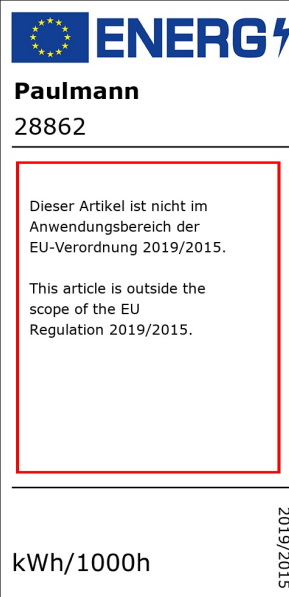 ENERG
Paulmann
28862
Dieser Artikel ist nicht im
Anwendungsbereich der
EU-Verordnung 2019/2015.
This article is outside the
scope of the EU
Regulation 2019/2015.
kWh/1000h
2019/2015